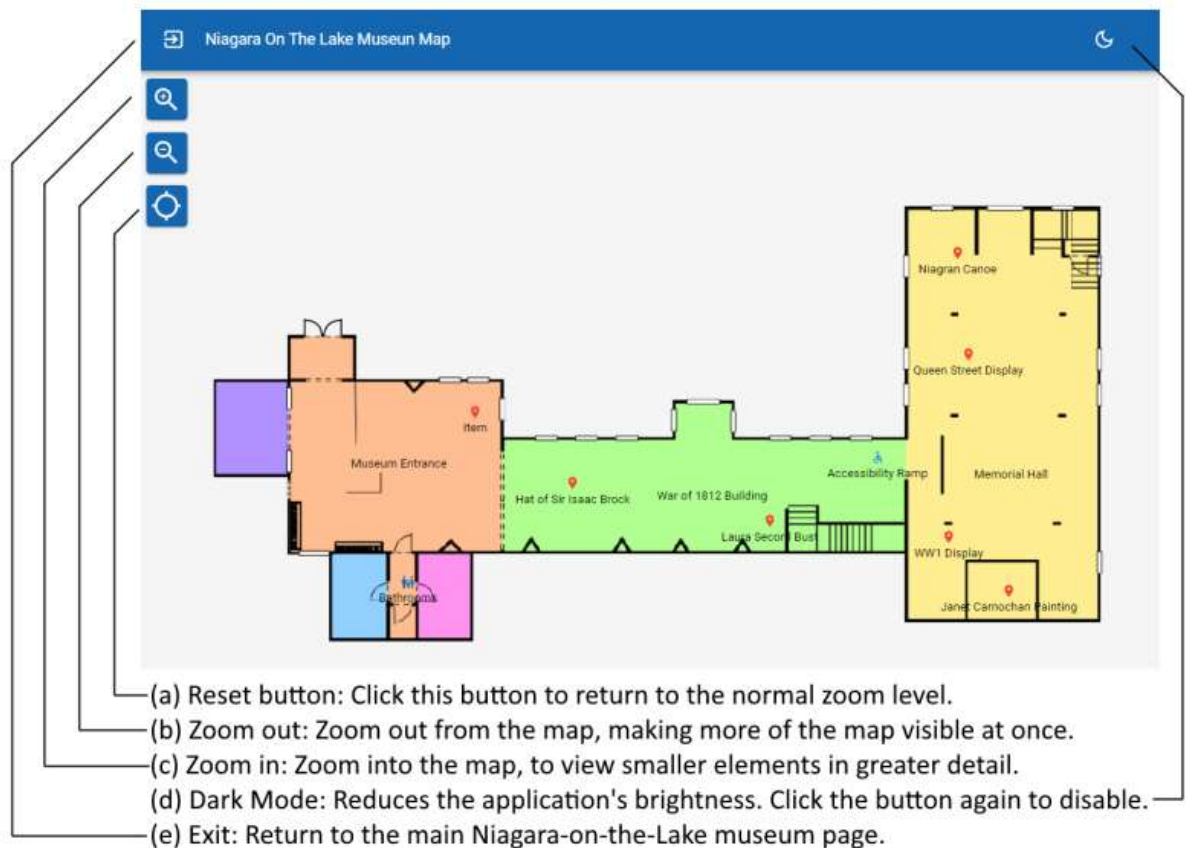 Niagara On The Lake Museun Map
Niagran Canoe
Queen Street Display
Item
Museum Entrance
Accessibility Ramp
Memorial Hall
Hat of Sir Isaac Brock
War of 1812 Building
Laura Second Bust
WW1 Display
Bathrooms
Janet Carnochan Painting
(a) Reset button: Click this button to return to the normal zoom level.
(b) Zoom out: Zoom out from the map, making more of the map visible at once.
(c) Zoom in: Zoom into the map, to view smaller elements in greater detail.
(d) Dark Mode: Reduces the application's brightness. Click the button again to disable.
(e) Exit: Return to the main Niagara-on-the-Lake museum page.